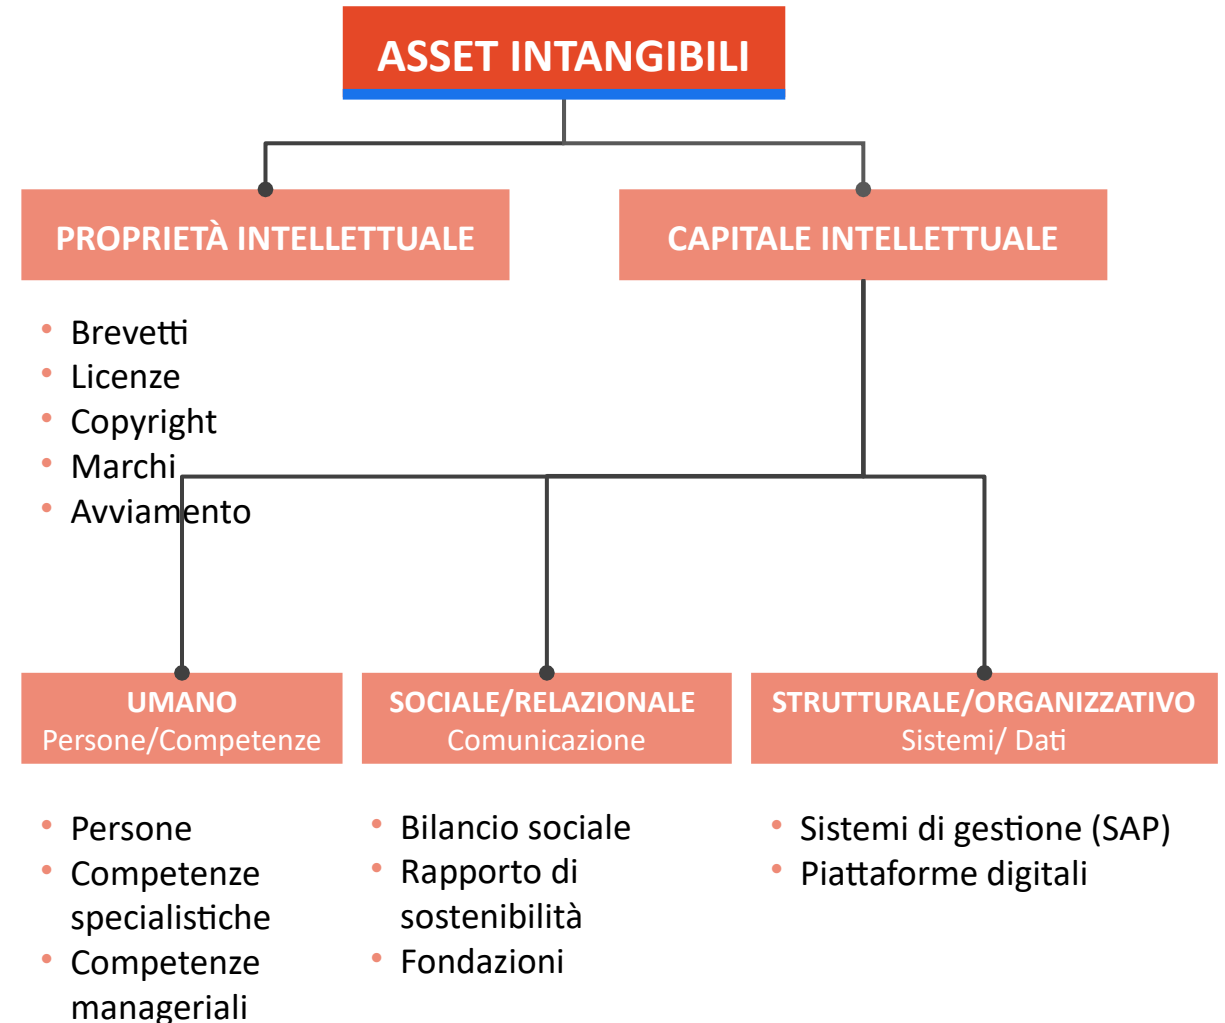 ASSET INTANGIBILI
PROPRIETÀ INTELLETTUALE
CAPITALE INTELLETTUALE
• Brevetti
• Licenze
• Copyright
• Marchi
• Avviamento
UMANO
Persone/Competenze
SOCIALE/RELAZIONALE
Comunicazione
STRUTTURALE/ORGANIZZATIVO
Sistemi/ Dati
• Persone
• Competenze
specialistiche
• Competenze
manageriali
• Bilancio sociale
• Rapporto di
sostenibilità
• Fondazioni
• Sistemi di gestione (SAP)
• Piattaforme digitali